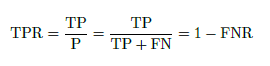 TPR = TP/P = TP/(TP + FN) = 1 − FNR